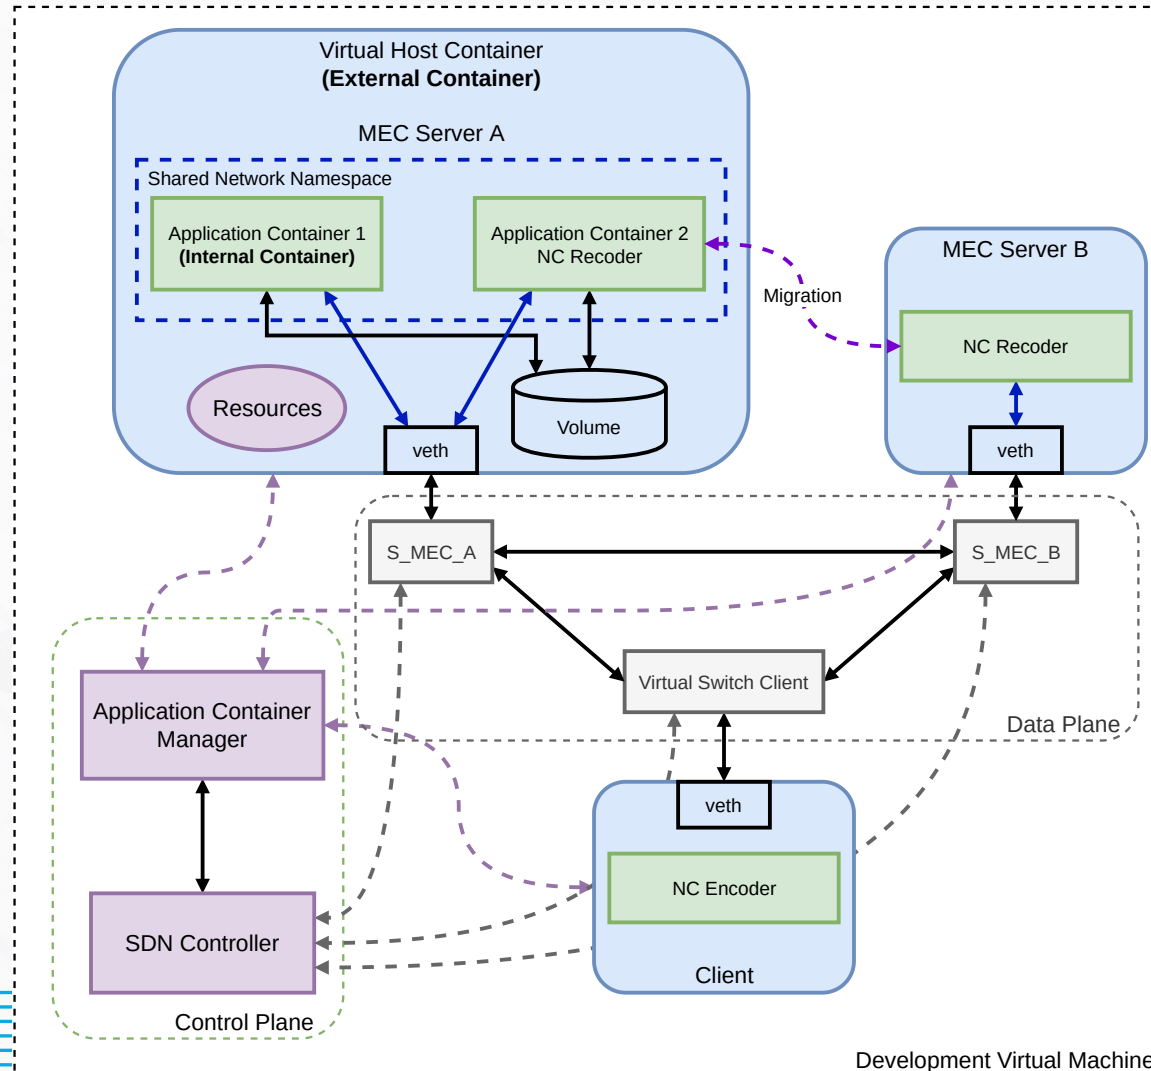 Virtual Host Container
(External Container)
MEC Server A
Shared Network Namespace
Application Container 1
(Internal Container)
Application Container 2
NC Recoder
Migration
MEC Server B
NC Recoder
Resources
Volume
veth
veth
S_MEC_A
S_MEC_B
Virtual Switch Client
Data Plane
Application Container
Manager
veth
NC Encoder
SDN Controller
Client
Control Plane
Development Virtual Machine